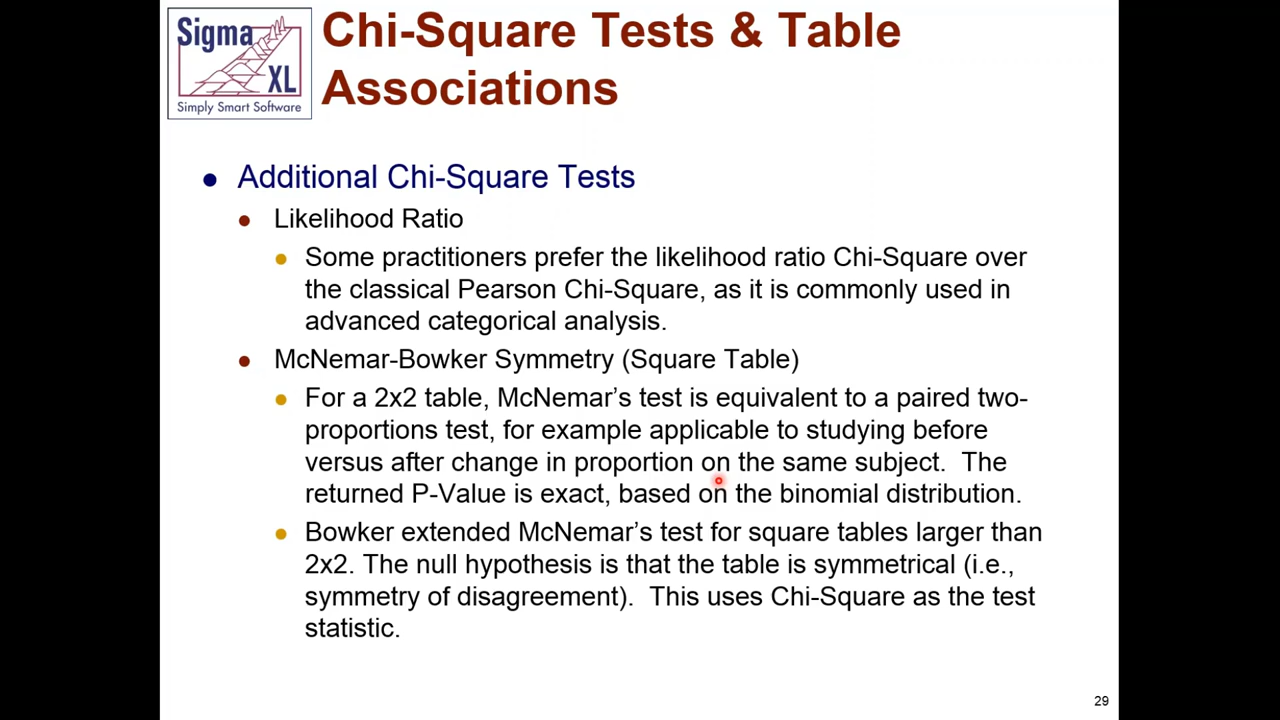 Sigma
XL
Simply Smart Software
Chi-Square Tests & Table
Associations
Additional Chi-Square Tests
Likelihood Ratio
Some practitioners prefer the likelihood ratio Chi-Square over
the classical Pearson Chi-Square, as it is commonly used in
advanced categorical analysis.
McNemar-Bowker Symmetry (Square Table)
For a 2x2 table, McNemar’s test is equivalent to a paired two-
proportions test, for example applicable to studying before
versus after change in proportion on the same subject.  The
returned P-Value is exact, based on the binomial distribution.
Bowker extended McNemar’s test for square tables larger than
2x2. The null hypothesis is that the table is symmetrical (i.e.,
symmetry of disagreement).  This uses Chi-Square as the test
statistic.
29